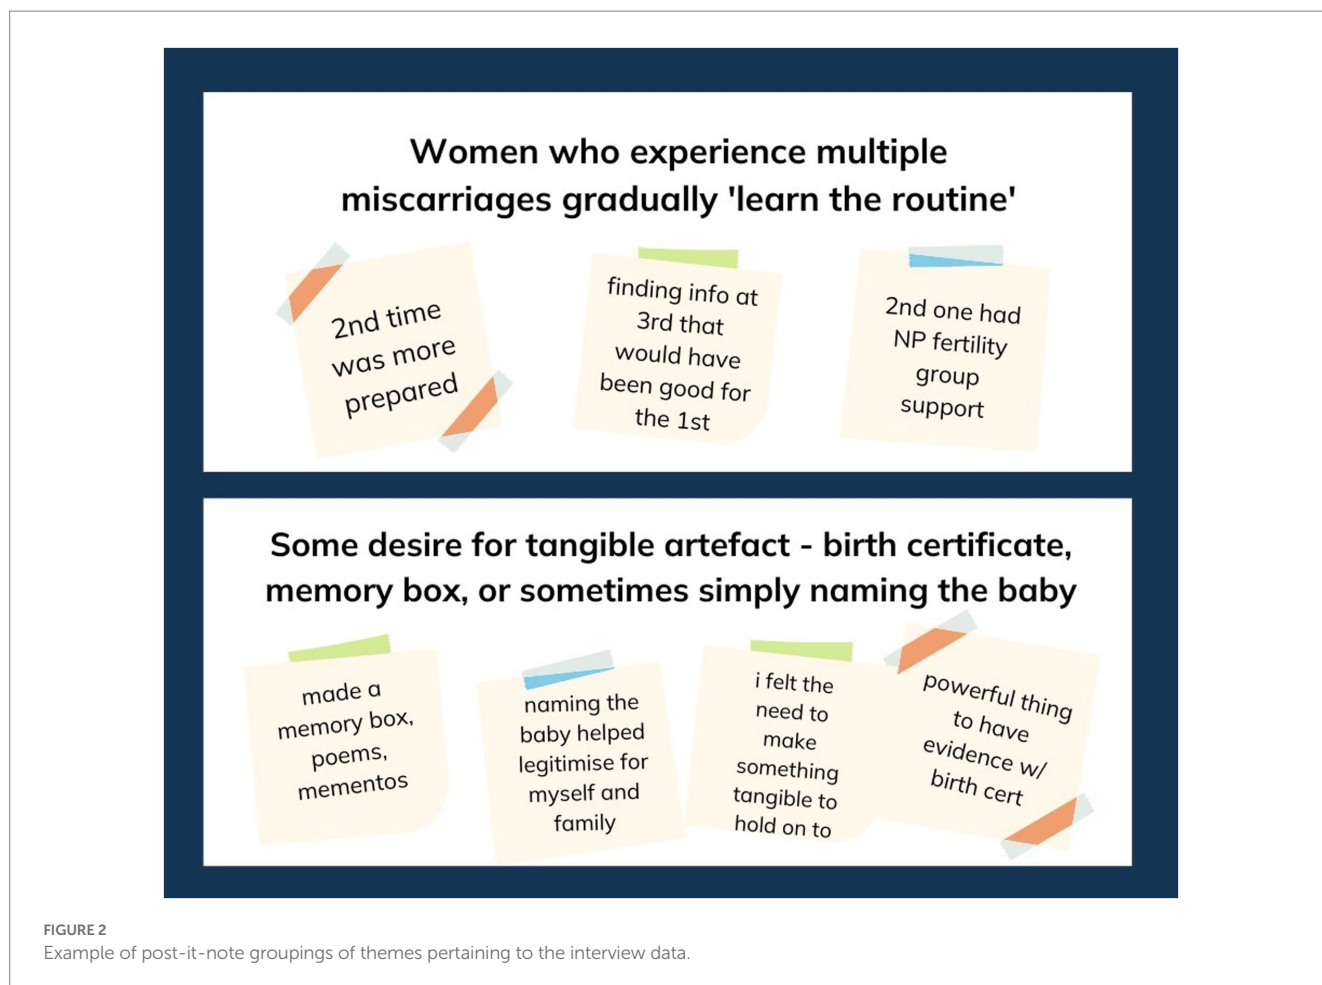 Women who experience multiple
miscarriages gradually 'learn the routine'
2nd time
was more
prepared
finding info at
3rd that
would have
been good for
the 1st
2nd one had
NP fertility
group
support
Some desire for tangible artefact - birth certificate,
memory box, or sometimes simply naming the baby
made a
memory box,
poems,
mementos
naming the
baby helped
legitimise for
myself and
family
i felt the
need to
make
something
tangible to
hold on to
powerful thing
to have
evidence w/
birth cert
FIGURE 2
Example of post-it-note groupings of themes pertaining to the interview data.